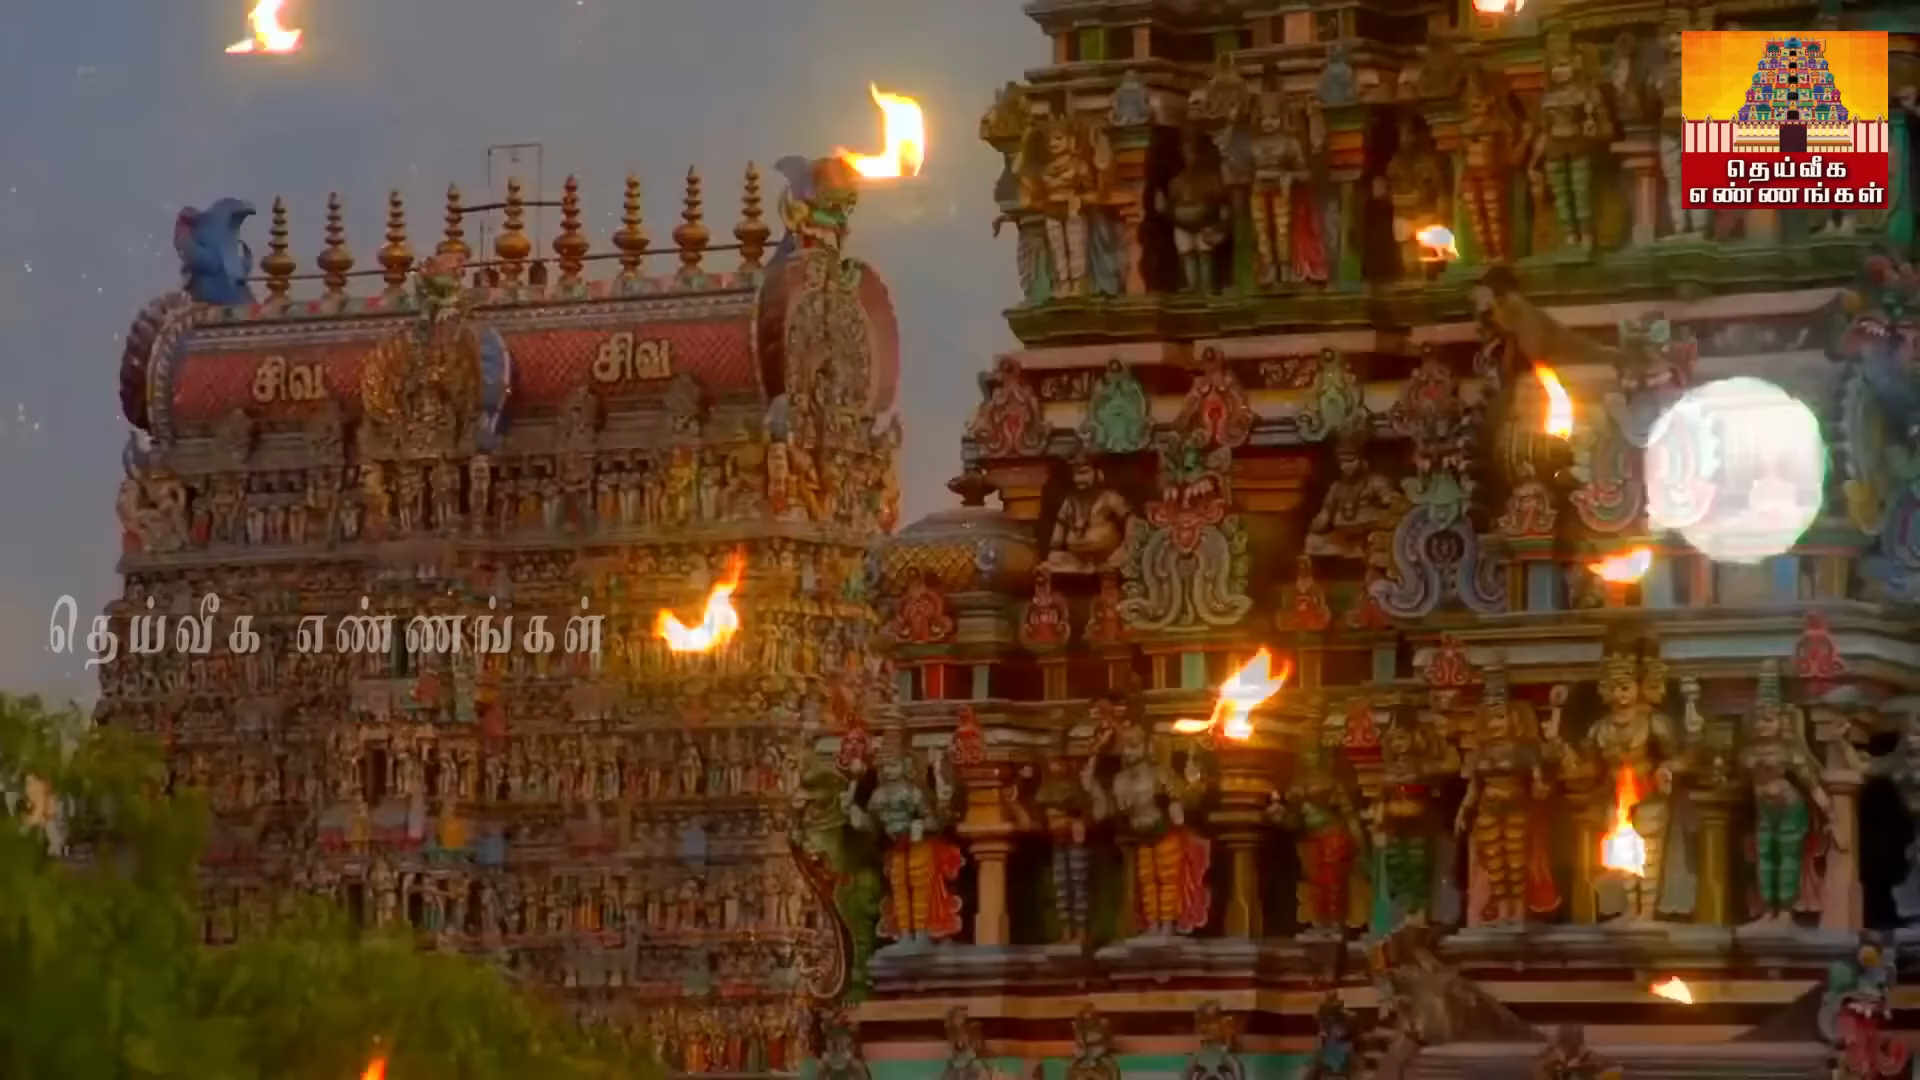 தெய்வீக
எண்ணங்கள்
சிவ சிவ
தெய்வீக எண்ணங்கள்